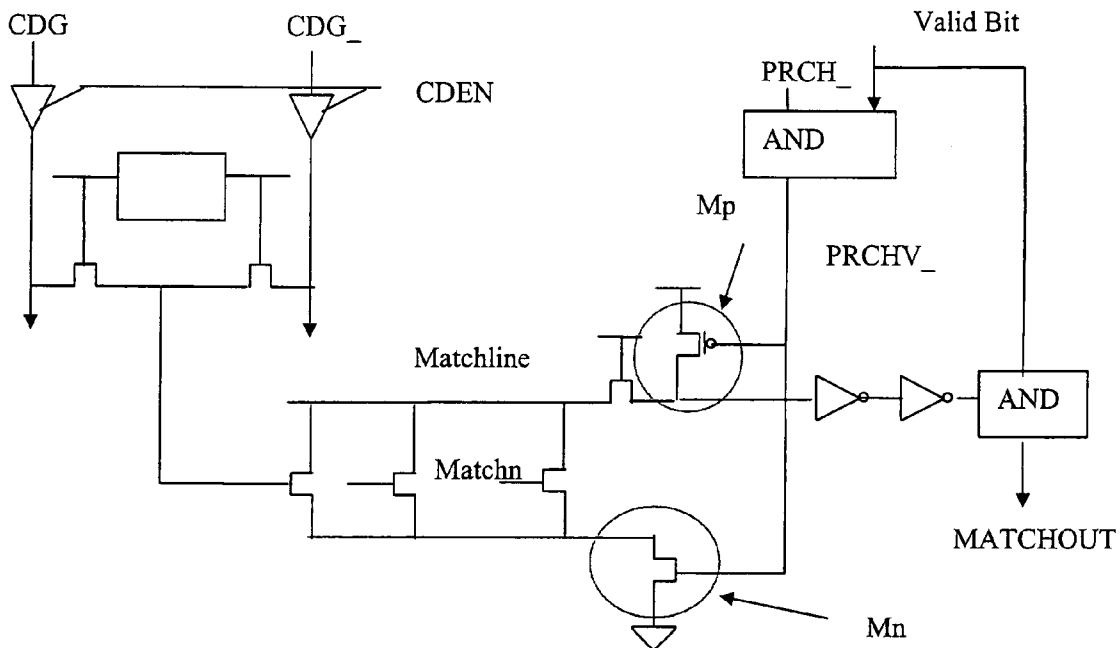 CDG
CDG_
Valid Bit
PRCH_
CDEN
AND
Mp
PRCHV_
Matchline
AND
Matchn
MATCHOUT
Mn